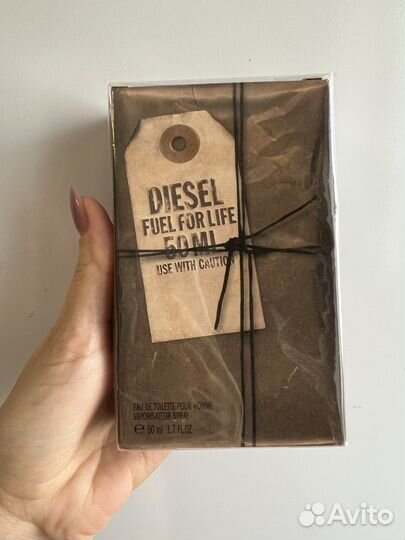 DIESEL
FUEL FOR LIFE
50 ML
USE WITH CAUTION
EAU DE TOILETTE POUR HOMME
VAPORISATEUR SPRAY
℮ 50 ml 1.7 FL.OZ
Avito